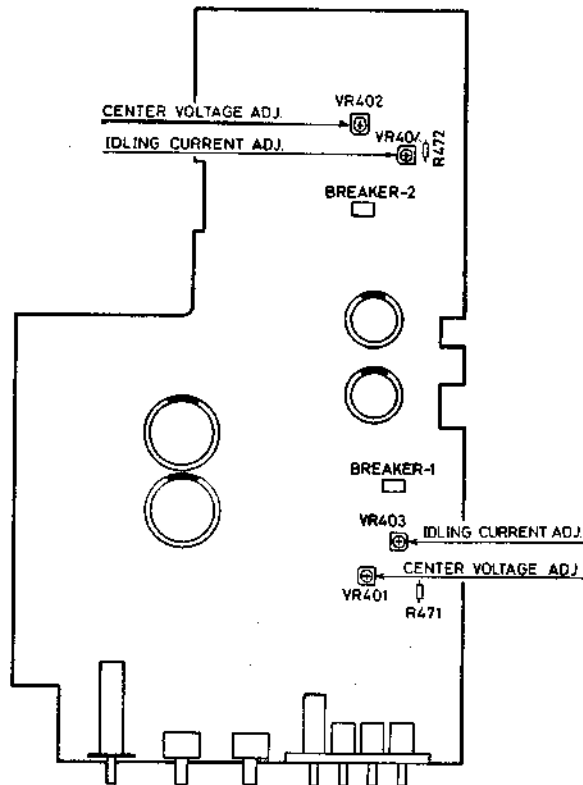 VR402
CENTER VOLTAGE ADJ.
VR404
IDLING CURRENT ADJ.
R472
BREAKER-2
BREAKER-1
VR403
IDLING CURRENT ADJ.
CENTER VOLTAGE ADJ
VR401
R471